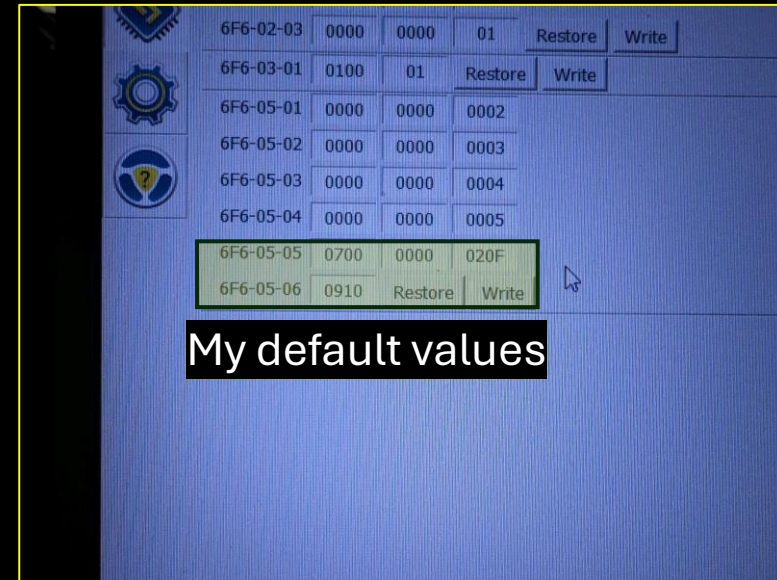 6F6-02-03 0000 0000 01 Restore Write
6F6-03-01 0100 01 Restore Write
6F6-05-01 0000 0000 0002
6F6-05-02 0000 0000 0003
6F6-05-03 0000 0000 0004
6F6-05-04 0000 0000 0005
6F6-05-05 0700 0000 020F
6F6-05-06 0910 Restore Write
?
My default values